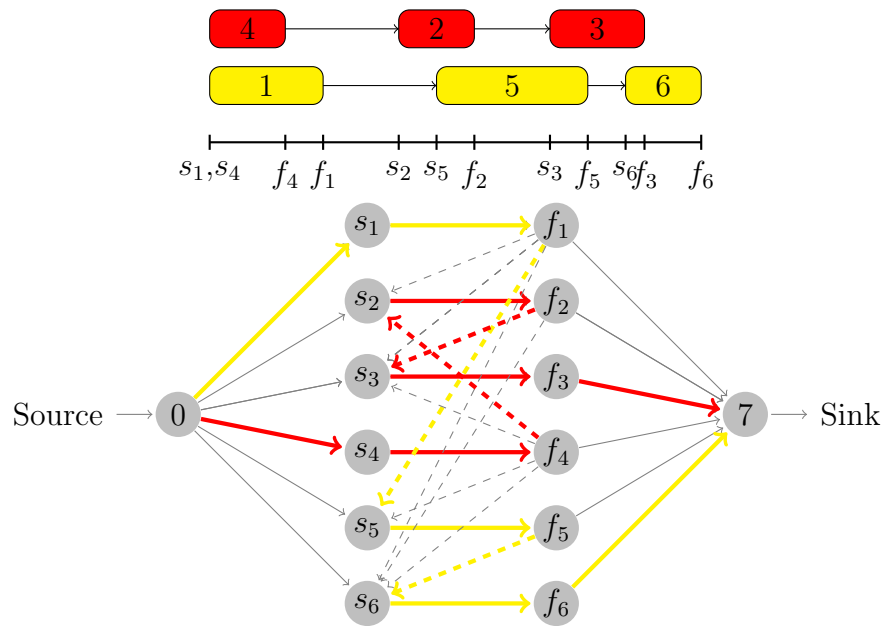 4 2 3
1 5 6
s₁,s₄ f₄ f₁ s₂ s₅ f₂ s₃ f₅ s₆ f₃ f₆
s₁ f₁
s₂ f₂
s₃ f₃
Source 0 7 Sink
s₄ f₄
s₅ f₅
s₆ f₆